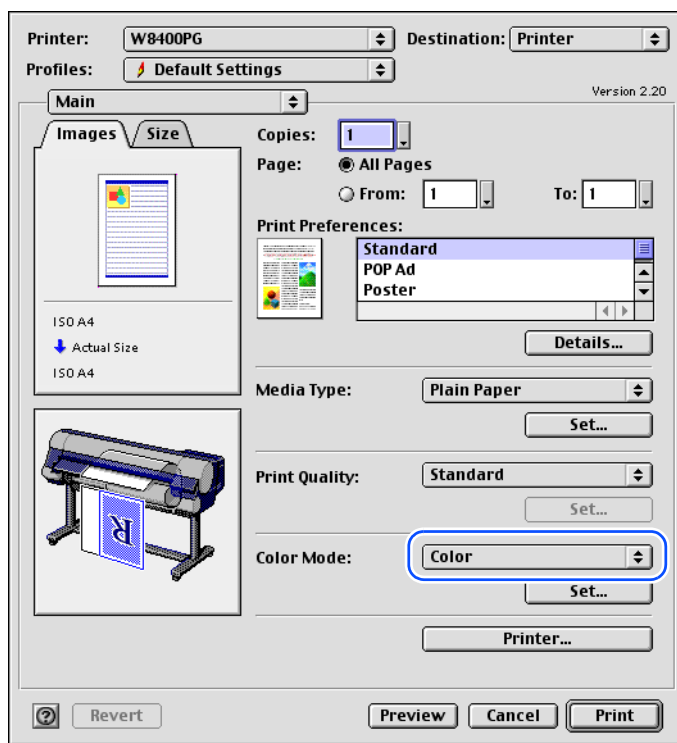 Printer: W8400PG Destination: Printer
Profiles: Default Settings
Version 2.20
Main
Images Size
Copies: 1
Page: All Pages
From: 1 To: 1
Print Preferences:
Standard
POP Ad
Poster
ISO A4
Actual Size
ISO A4
Details...
Media Type: Plain Paper
Set...
Print Quality: Standard
Set...
R
Color Mode: Color
Set...
Printer...
? Revert Preview Cancel Print